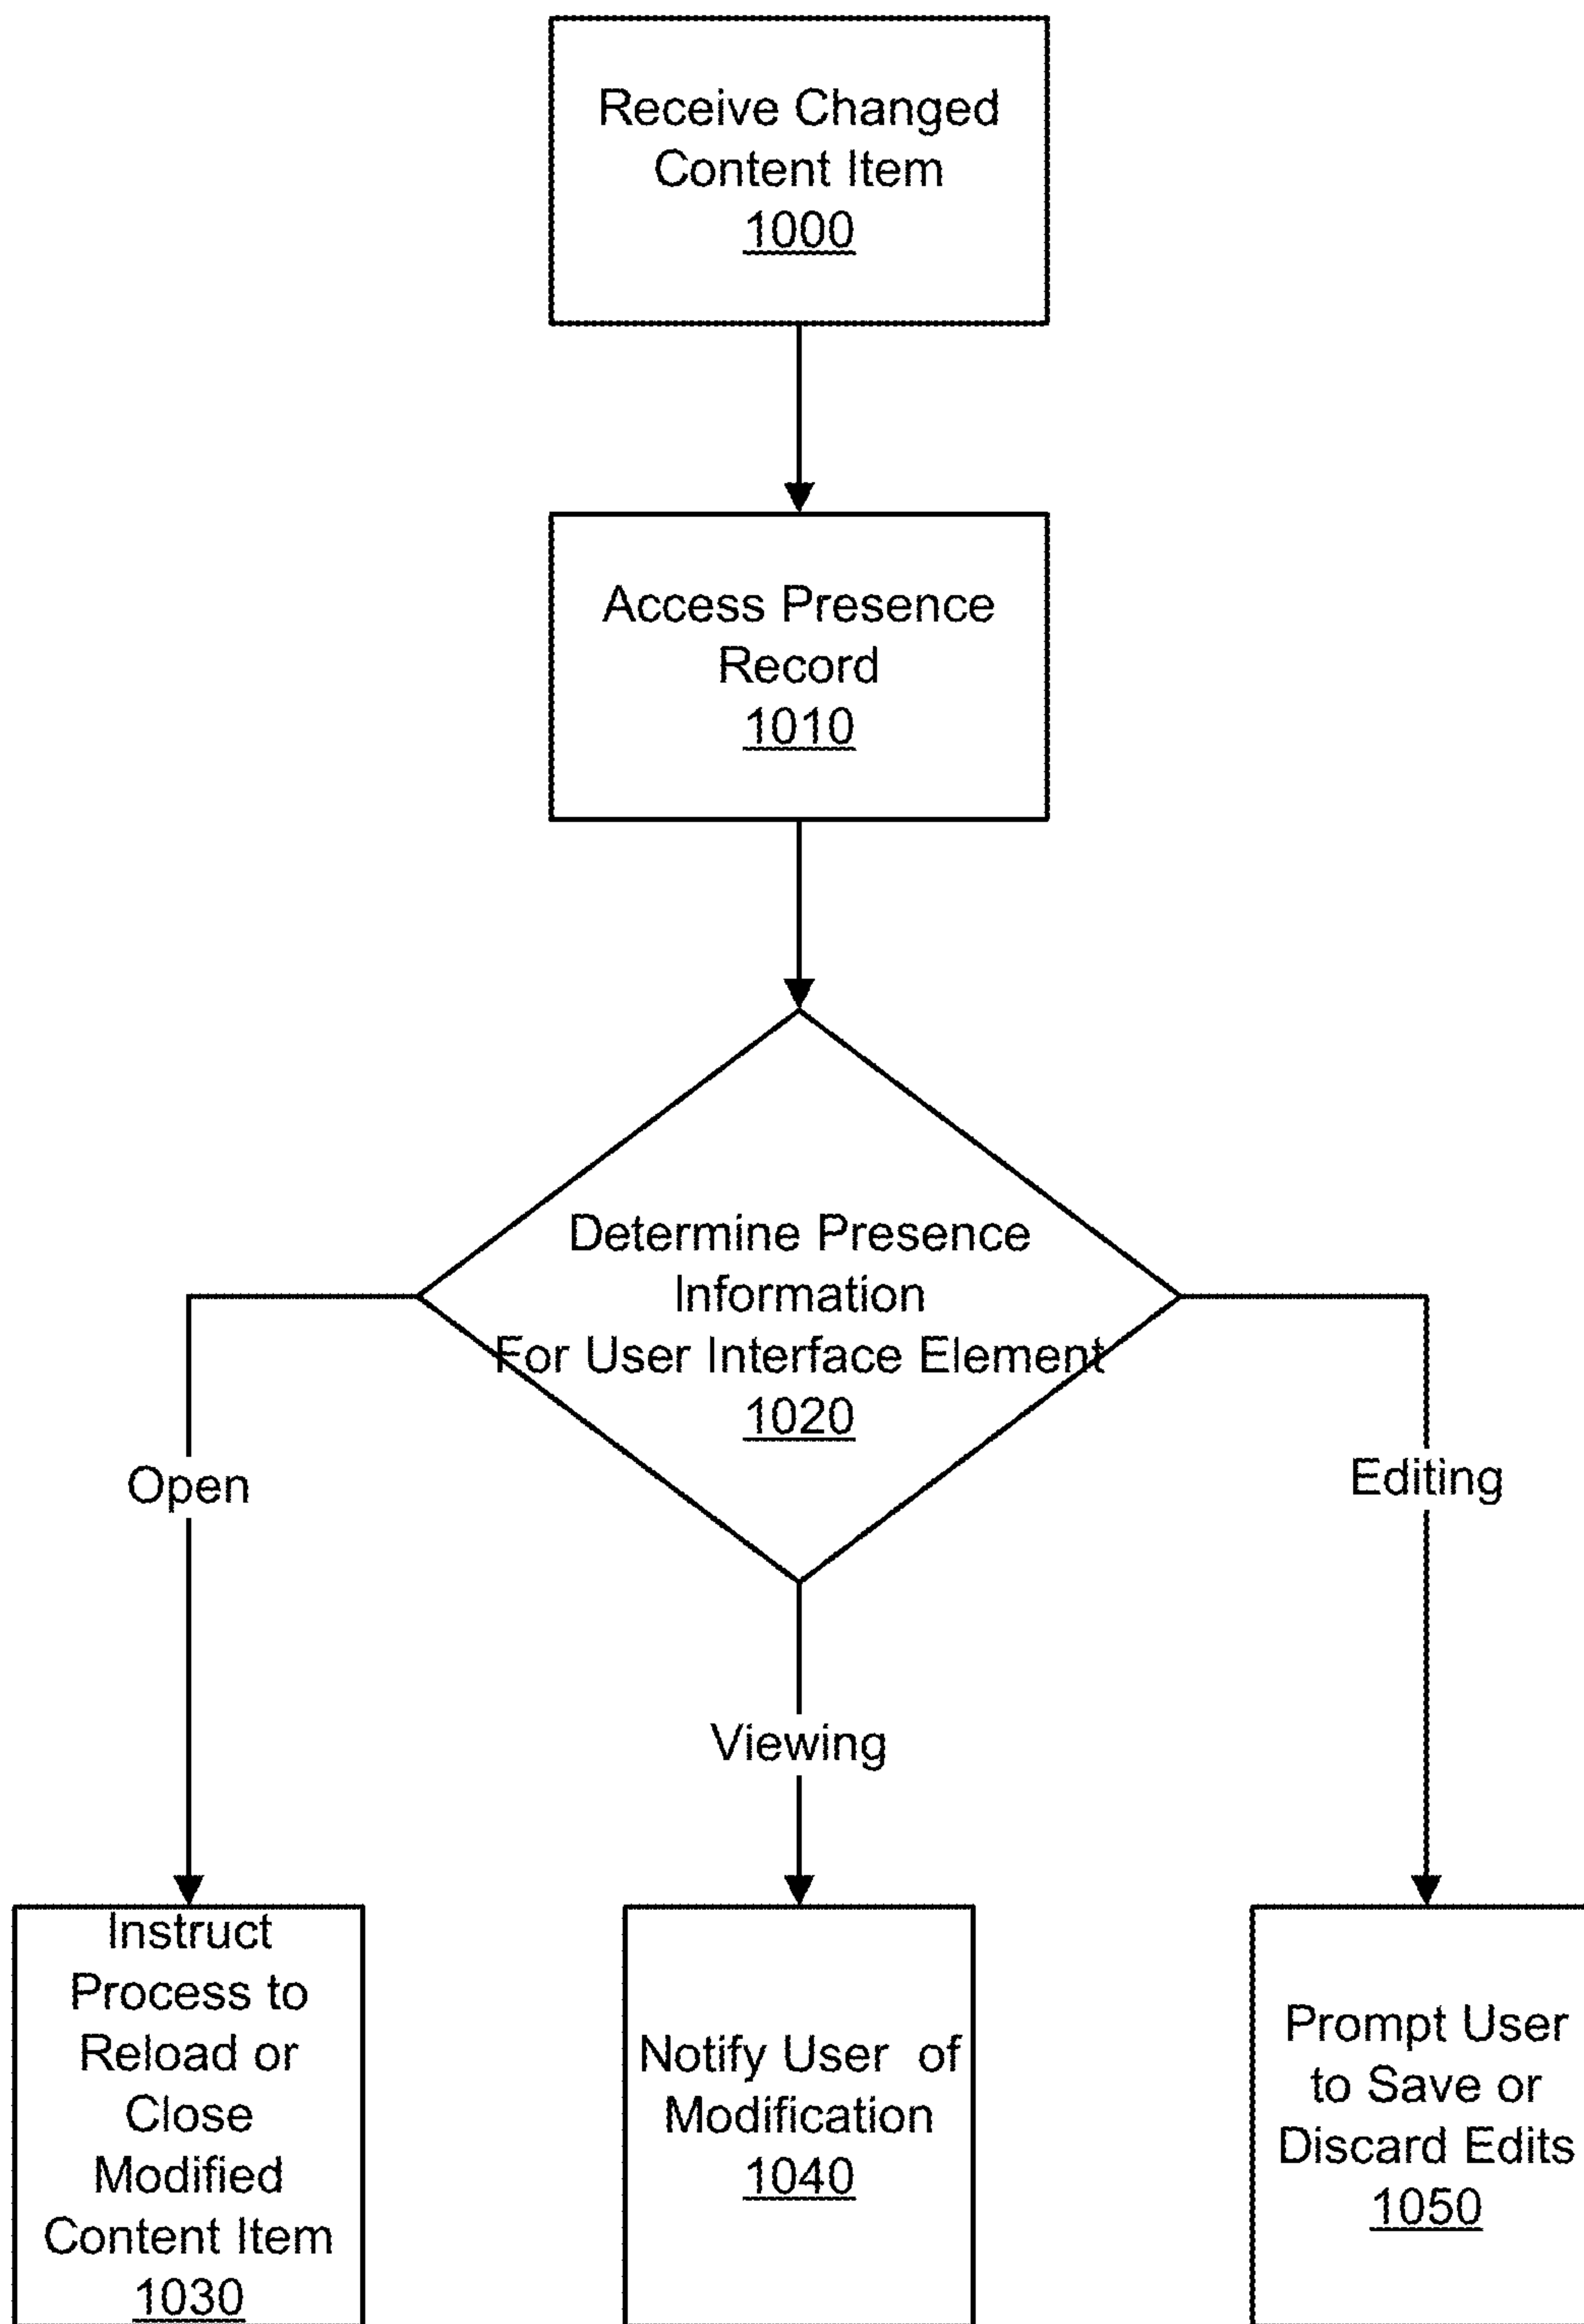 Receive Changed
Content Item
1000
Access Presence
Record
1010
Determine Presence
Information
For User Interface Element
1020
Open
Editing
Viewing
Instruct
Process to
Reload or
Close
Modified
Content Item
1030
Notify User of
Modification
1040
Prompt User
to Save or
Discard Edits
1050